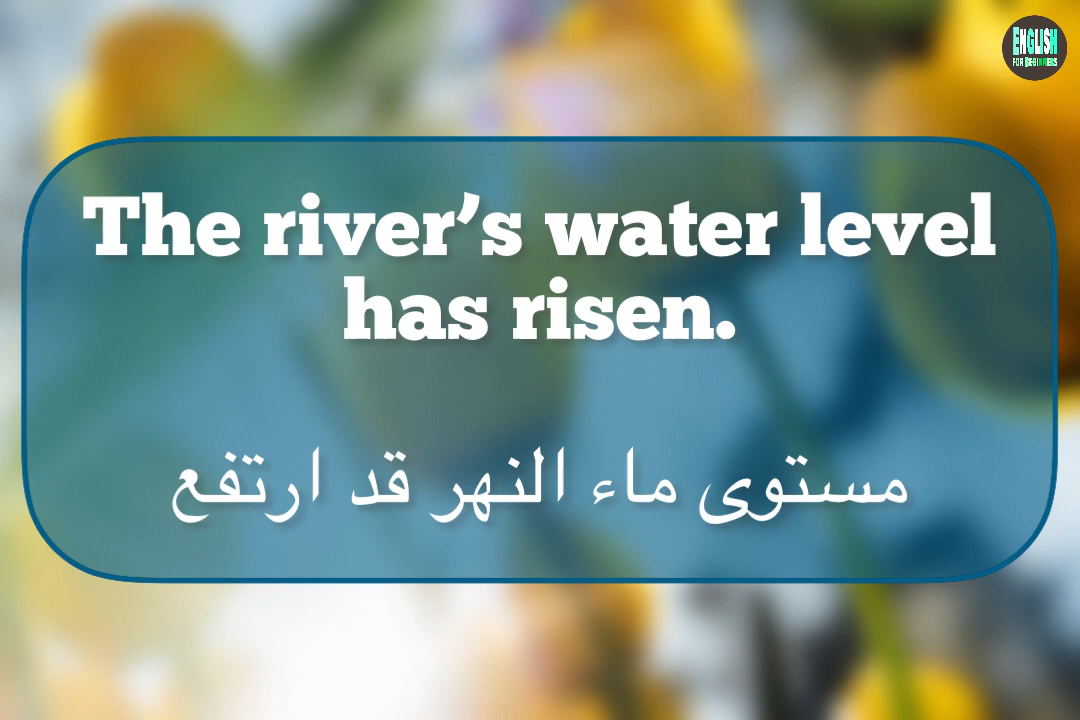 ENGLISH
FOR BEGINNERS
The river’s water level
has risen.
مستوى ماء النهر قد ارتفع